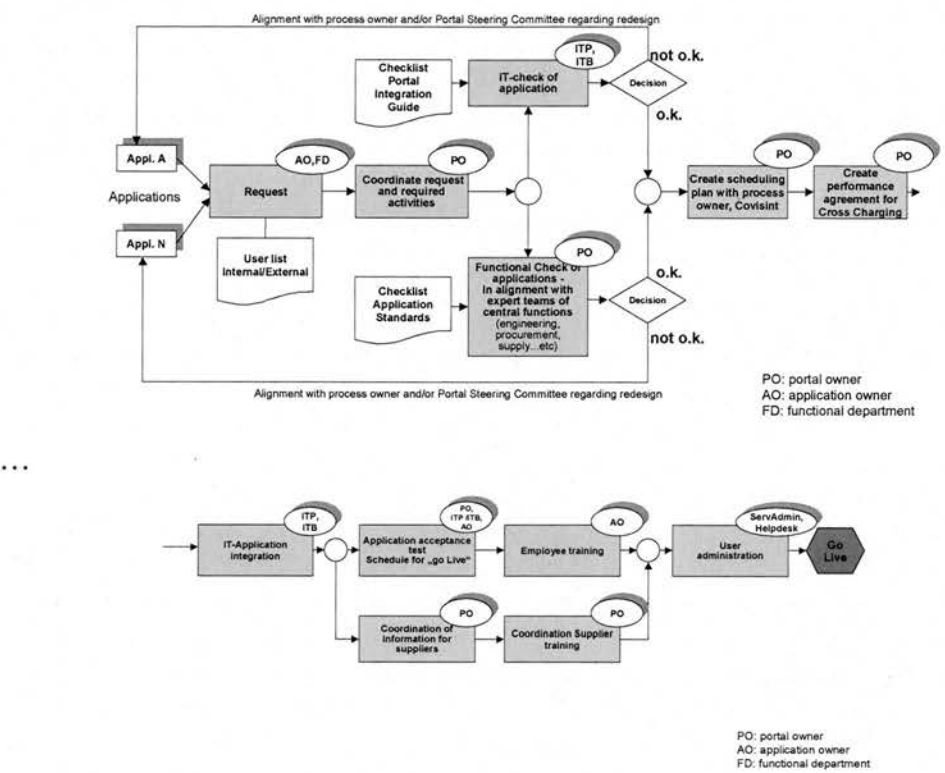 Alignment with process owner and/or Portal Steering Committee regarding redesign
ITP,
ITB
not o.k.
Checklist
Portal
Integration
Guide
IT-check of
application
Decision
o.k.
Appl. A
AO,FD
PO
PO
PO
Applications
Request
Coordinate request
and required
activities
Create scheduling
plan with process
owner, Covisint
Create
performance
agreement for
Cross Charging
Appl. N
User list
Internal/External
PO
Checklist
Application
Standards
Functional Check of
applications -
In alignment with
expert teams of
central functions
(engineering,
procurement,
supply...etc)
o.k.
Decision
not o.k.
Alignment with process owner and/or Portal Steering Committee regarding redesign
PO: portal owner
AO: application owner
FD: functional department
...
ITP,
ITB
PO,
ITP /ITB,
AO
AO
ServAdmin,
Helpdesk
IT-Application
integration
Application acceptance
test
Schedule for „go Live“
Employee training
User
administration
Go
Live
PO
PO
Coordination of
information for
suppliers
Coordination Supplier
training
PO: portal owner
AO: application owner
FD: functional department